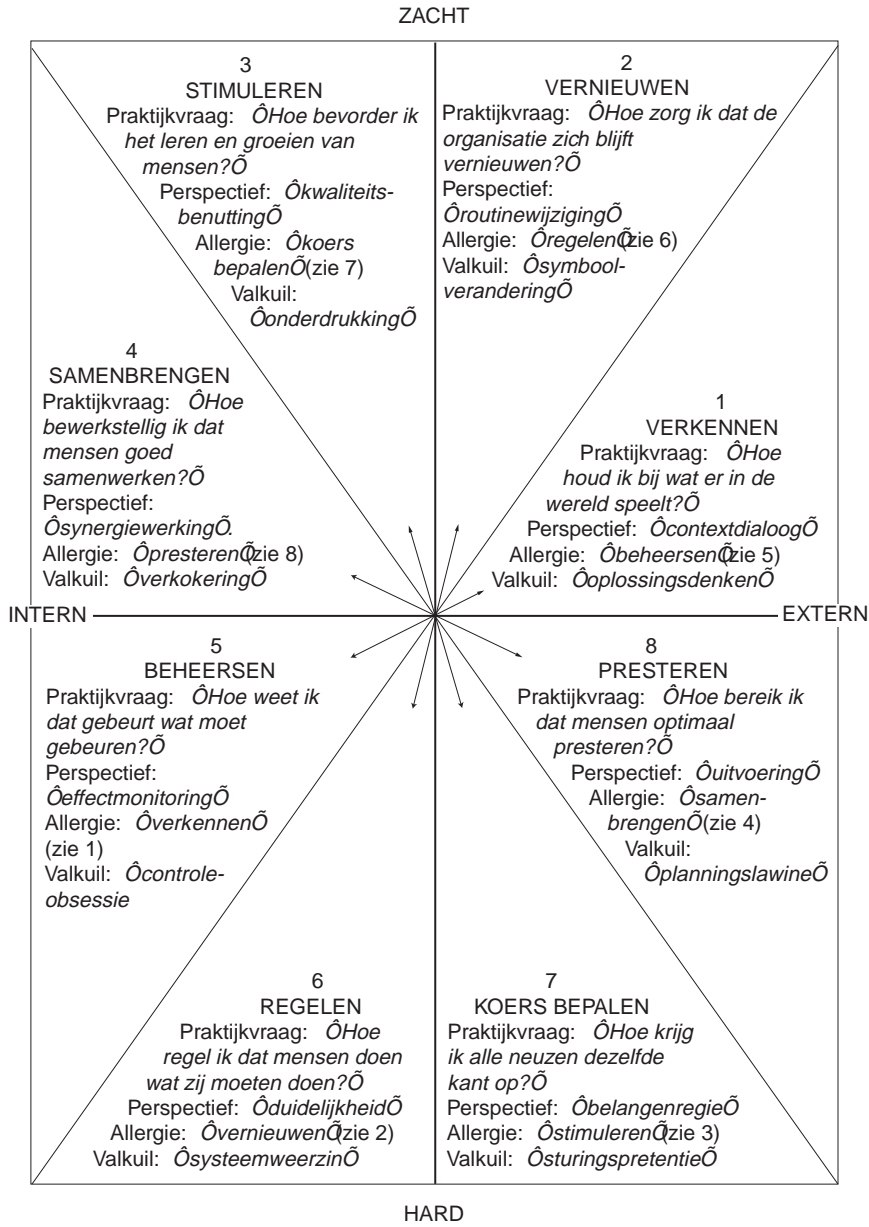 ZACHT
3
STIMULEREN
Praktijkvraag: ÔHoe bevorder ik
het leren en groeien van
mensen?Õ
Perspectief: Ôkwaliteits-
benuttingÕ
Allergie: Ôkoers
bepalenÕ(zie 7)
Valkuil:
ÔonderdrukkingÕ
2
VERNIEUWEN
Praktijkvraag: ÔHoe zorg ik dat de
organisatie zich blijft
vernieuwen?Õ
Perspectief:
ÔroutinewijzigingÕ
Allergie: ÔregelenÕ(zie 6)
Valkuil: Ôsymbool-
veranderingÕ
4
SAMENBRENGEN
Praktijkvraag: ÔHoe
bewerkstellig ik dat
mensen goed
samenwerken?Õ
Perspectief:
ÔsynergiewerkingÕ.
Allergie: ÔpresterenÕ(zie 8)
Valkuil: ÔverkokeringÕ
1
VERKENNEN
Praktijkvraag: ÔHoe
houd ik bij wat er in de
wereld speelt?Õ
Perspectief: ÔcontextdialoogÕ
Allergie: ÔbeheersenÕ(zie 5)
Valkuil: ÔoplossingsdenkenÕ
INTERN
EXTERN
5
BEHEERSEN
Praktijkvraag: ÔHoe weet ik
dat gebeurt wat moet
gebeuren?Õ
Perspectief:
ÔeffectmonitoringÕ
Allergie: ÔverkennenÕ
(zie 1)
Valkuil: Ôcontrole-
obsessie
8
PRESTEREN
Praktijkvraag: ÔHoe bereik ik
dat mensen optimaal
presteren?Õ
Perspectief: ÔuitvoeringÕ
Allergie: Ôsamen-
brengenÕ(zie 4)
Valkuil:
ÔplanningslawineÕ
6
REGELEN
Praktijkvraag: ÔHoe
regel ik dat mensen doen
wat zij moeten doen?Õ
Perspectief: ÔduidelijkheidÕ
Allergie: ÔvernieuwenÕ(zie 2)
Valkuil: ÔsysteemweerzinÕ
7
KOERS BEPALEN
Praktijkvraag: ÔHoe krijg
ik alle neuzen dezelfde
kant op?Õ
Perspectief: ÔbelangenregieÕ
Allergie: ÔstimulerenÕ(zie 3)
Valkuil: ÔsturingspretentieÕ
HARD